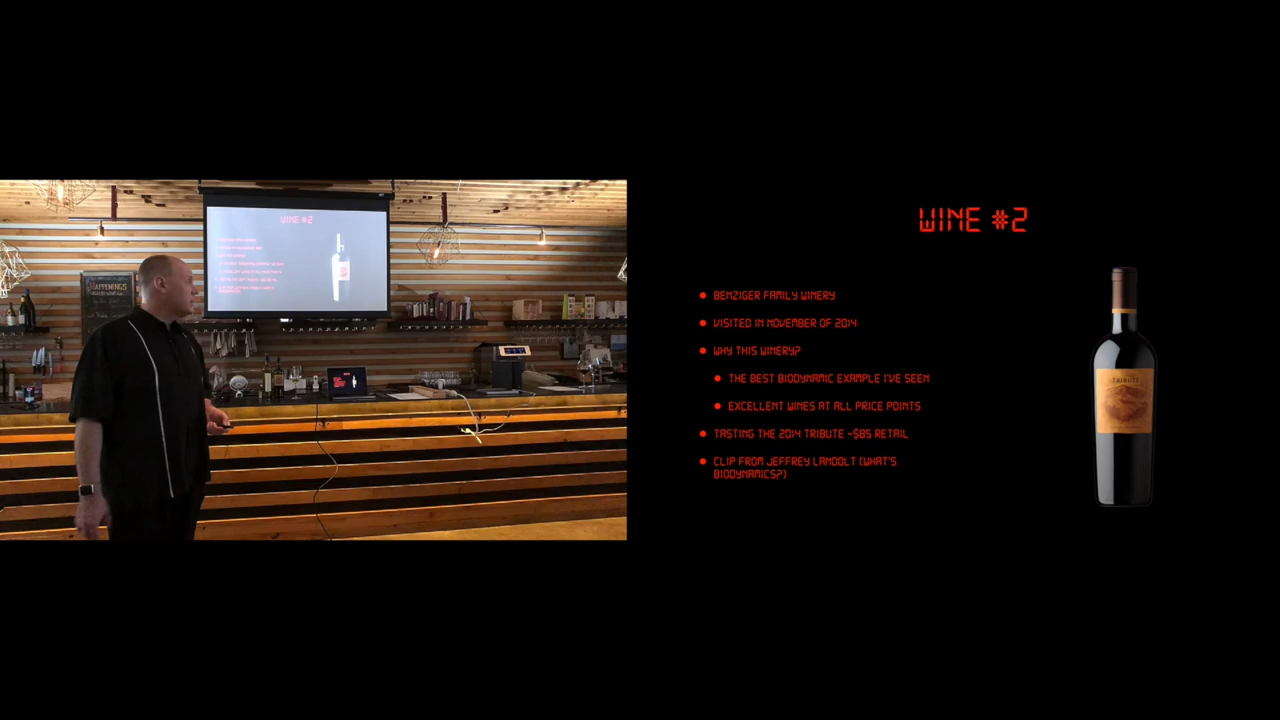 HAPPENINGS
WINE #2
WINE #2
BENZIGER FAMILY WINERY
VISITED IN NOVEMBER OF 2014
WHY THIS WINERY?
THE BEST BIODYNAMIC EXAMPLE I'VE SEEN
EXCELLENT WINES AT ALL PRICE POINTS
TASTING THE 2014 TRIBUTE ~$85 RETAIL
CLIP FROM JEFFREY LANDOLT (WHAT'S
BIODYNAMICS?)
TRIBUTE